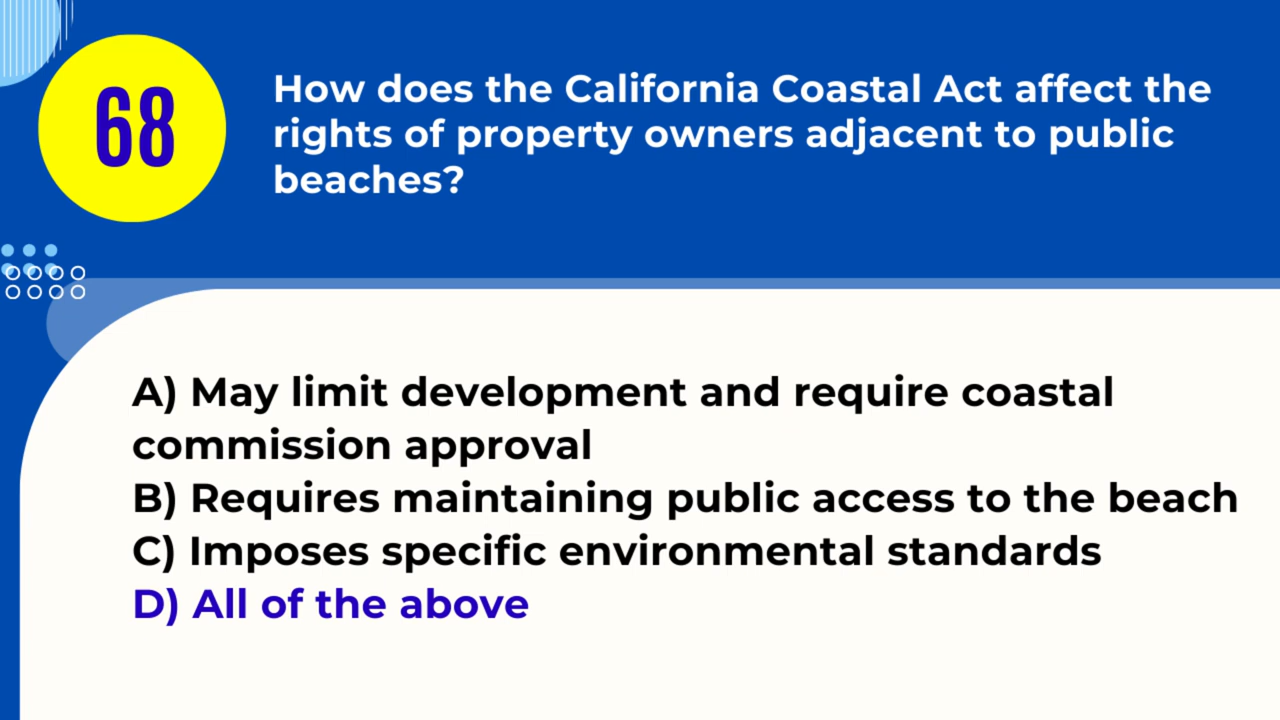 68
How does the California Coastal Act affect the
rights of property owners adjacent to public
beaches?
A) May limit development and require coastal
commission approval
B) Requires maintaining public access to the beach
C) Imposes specific environmental standards
D) All of the above